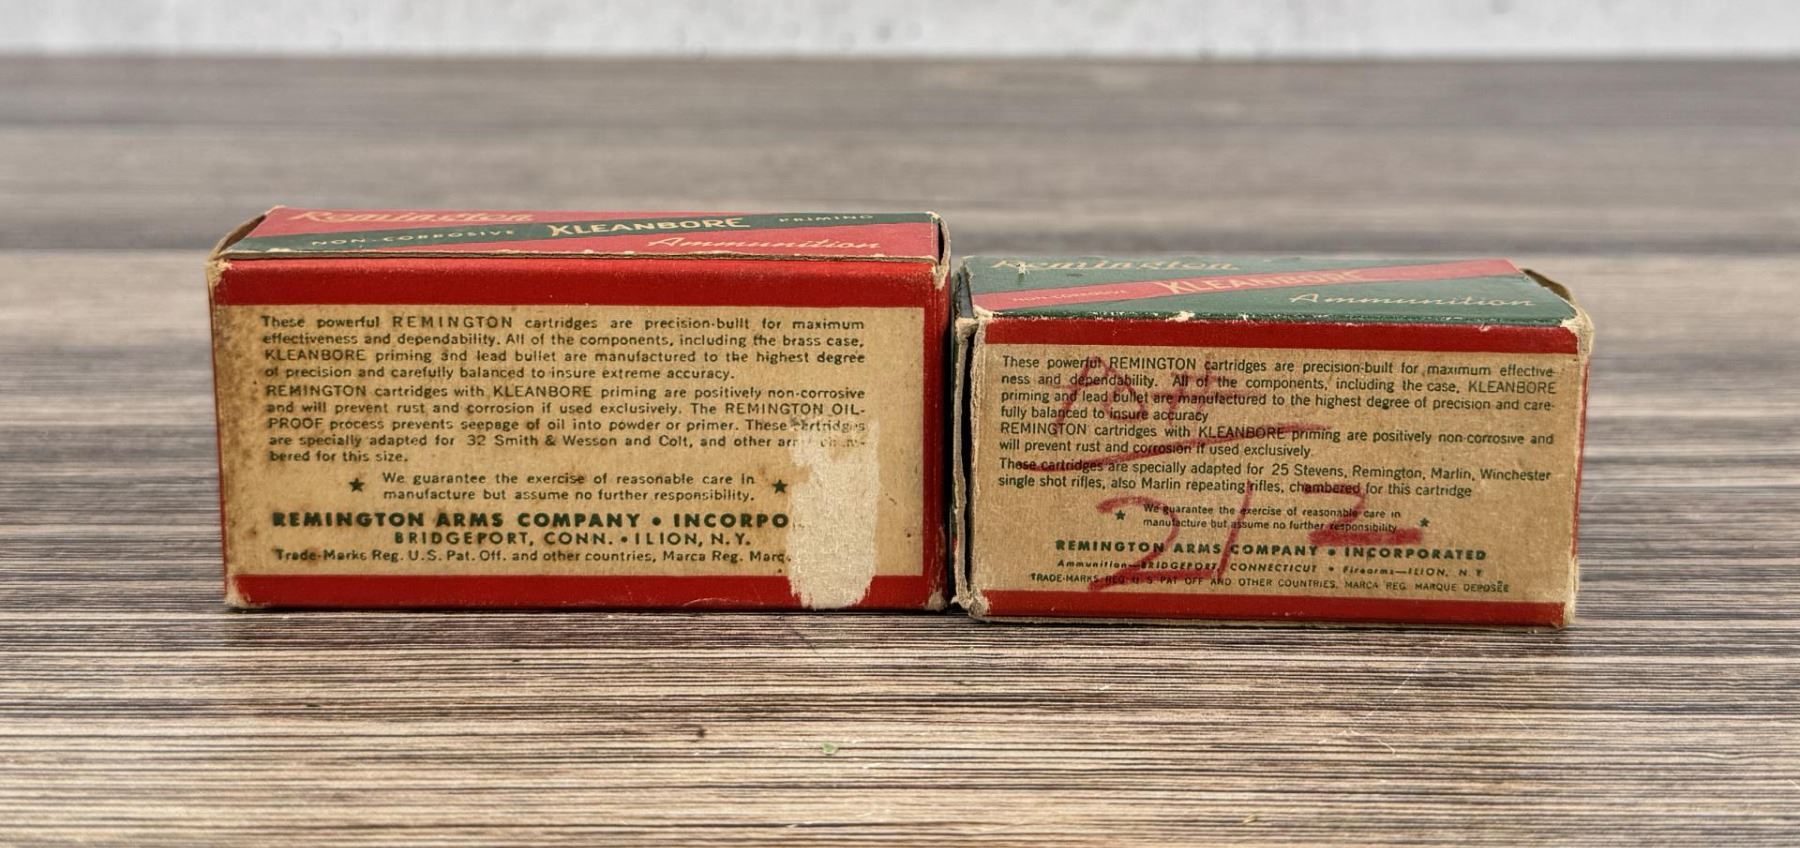 Remington
NON-CORROSIVE KLEANBORE PRIMING
Ammunition
These powerful REMINGTON cartridges are precision-built for maximum
effectiveness and dependability. All of the components, including the brass case,
KLEANBORE priming and lead bullet are manufactured to the highest degree
of precision and carefully balanced to insure extreme accuracy.
REMINGTON cartridges with KLEANBORE priming are positively non-corrosive
and will prevent rust and corrosion if used exclusively. The REMINGTON OIL-
PROOF process prevents seepage of oil into powder or primer. These cartridges
are specially adapted for 32 Smith & Wesson and Colt, and other
bered for this size.
★ We guarantee the exercise of reasonable care in ★
manufacture but assume no further responsibility.
REMINGTON ARMS COMPANY • INCORPO
BRIDGEPORT, CONN. • ILION, N.Y.
Trade-Marks Reg. U.S. Pat. Off. and other countries, Marca Reg. Marq
Remington
NON-CORROSIVE KLEANBORE
Ammunition
These powerful REMINGTON cartridges are precision-built for maximum effective-
ness and dependability. All of the components, including the case, KLEANBORE
priming and lead bullet are manufactured to the highest degree of precision and care-
fully balanced to insure accuracy
REMINGTON cartridges with KLEANBORE priming are positively non-corrosive and
will prevent rust and corrosion if used exclusively.
These cartridges are specially adapted for 25 Stevens, Remington, Marlin, Winchester
single shot rifles, also Marlin repeating rifles, chambered for this cartridge
★ We guarantee the exercise of reasonable care in ★
manufacture but assume no further responsibility
REMINGTON ARMS COMPANY • INCORPORATED
Ammunition—BRIDGEPORT, CONNECTICUT • Firearms—ILION, N. Y.
TRADE-MARKS REG. U. S. PAT OFF AND OTHER COUNTRIES, MARCA REG. MARQUE DEPOSÉE